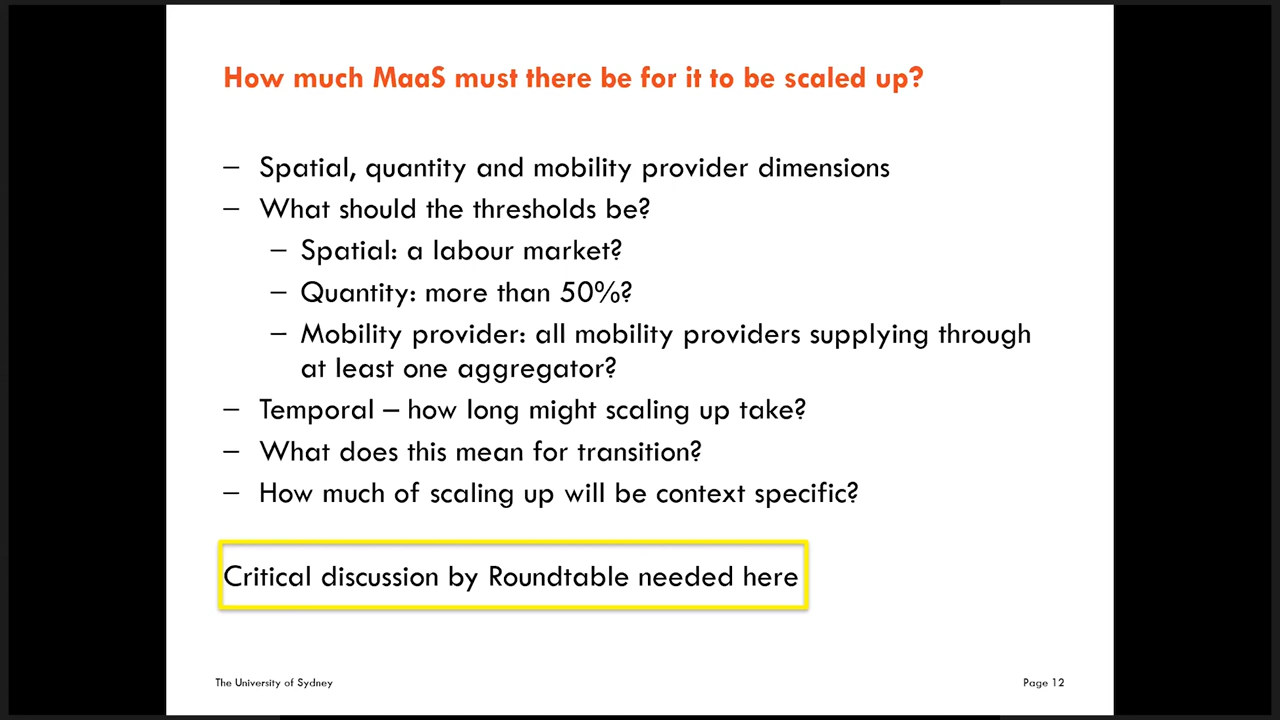 How much MaaS must there be for it to be scaled up?
– Spatial, quantity and mobility provider dimensions
– What should the thresholds be?
– Spatial: a labour market?
– Quantity: more than 50%?
– Mobility provider: all mobility providers supplying through
at least one aggregator?
– Temporal – how long might scaling up take?
– What does this mean for transition?
– How much of scaling up will be context specific?
Critical discussion by Roundtable needed here
The University of Sydney
Page 12